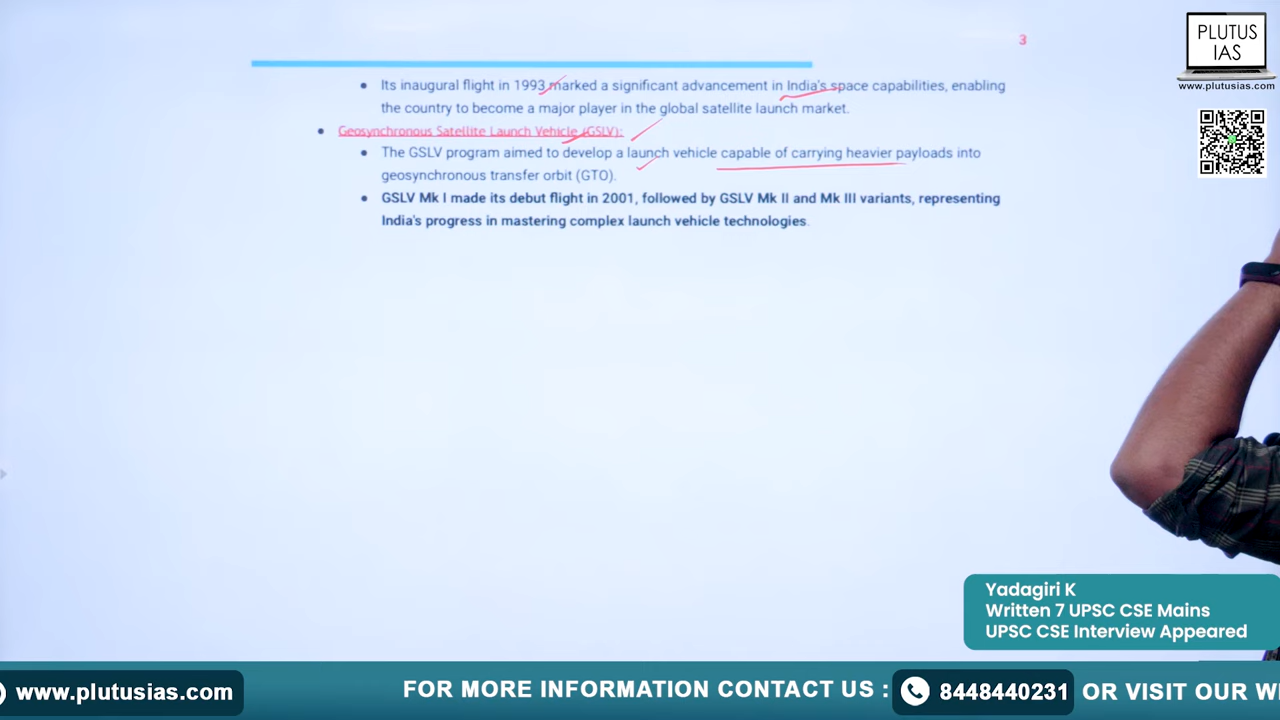 3
PLUTUS
IAS
www.plutusias.com
Its inaugural flight in 1993 marked a significant advancement in India's space capabilities, enabling
the country to become a major player in the global satellite launch market.
Geosynchronous Satellite Launch Vehicle (GSLV):
The GSLV program aimed to develop a launch vehicle capable of carrying heavier payloads into
geosynchronous transfer orbit (GTO).
GSLV Mk I made its debut flight in 2001, followed by GSLV Mk II and Mk III variants, representing
India's progress in mastering complex launch vehicle technologies.
Yadagiri K
Written 7 UPSC CSE Mains
UPSC CSE Interview Appeared
www.plutusias.com
FOR MORE INFORMATION CONTACT US :
8448440231
OR VISIT OUR WE